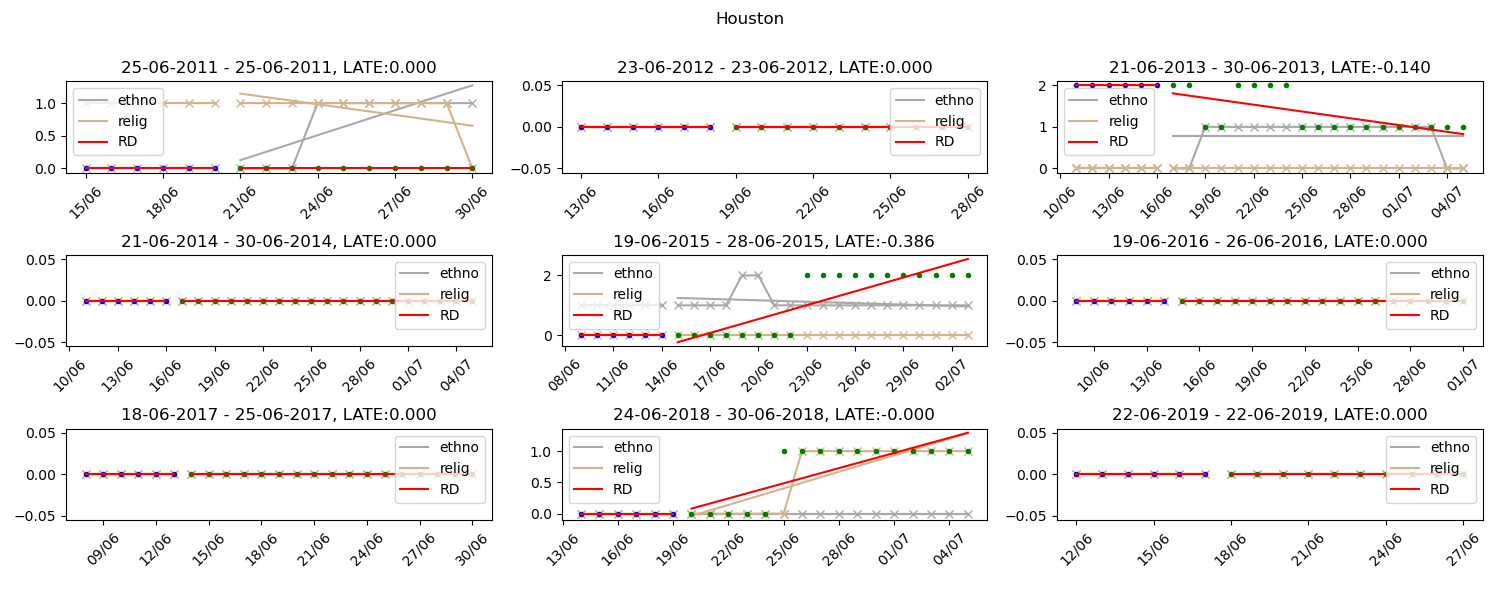 Houston
25-06-2011 - 25-06-2011, LATE:0.000
1.0
0.5
0.0
ethno
relig
RD
15/06 18/06 21/06 24/06 27/06 30/06
23-06-2012 - 23-06-2012, LATE:0.000
0.05
0.00
−0.05
ethno
relig
RD
13/06 16/06 19/06 22/06 25/06 28/06
21-06-2013 - 30-06-2013, LATE:-0.140
2
1
0
ethno
relig
RD
10/06 13/06 16/06 19/06 22/06 25/06 28/06 01/07 04/07
21-06-2014 - 30-06-2014, LATE:0.000
0.05
0.00
−0.05
ethno
relig
RD
10/06 13/06 16/06 19/06 22/06 25/06 28/06 01/07 04/07
19-06-2015 - 28-06-2015, LATE:-0.386
2
0
ethno
relig
RD
08/06 11/06 14/06 17/06 20/06 23/06 26/06 29/06 02/07
19-06-2016 - 26-06-2016, LATE:0.000
0.05
0.00
−0.05
ethno
relig
RD
10/06 13/06 16/06 19/06 22/06 25/06 28/06 01/07
18-06-2017 - 25-06-2017, LATE:0.000
0.05
0.00
−0.05
ethno
relig
RD
09/06 12/06 15/06 18/06 21/06 24/06 27/06 30/06
24-06-2018 - 30-06-2018, LATE:-0.000
1.0
0.5
0.0
ethno
relig
RD
13/06 16/06 19/06 22/06 25/06 28/06 01/07 04/07
22-06-2019 - 22-06-2019, LATE:0.000
0.05
0.00
−0.05
ethno
relig
RD
12/06 15/06 18/06 21/06 24/06 27/06